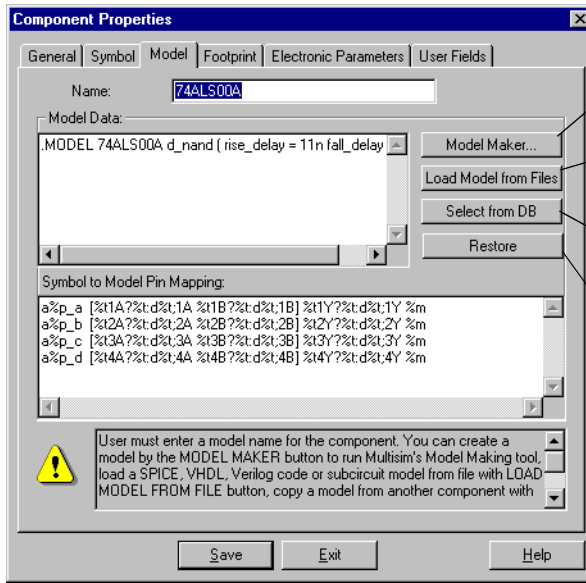 Component Properties
General Symbol Model Footprint Electronic Parameters User Fields
Name: 74ALS00A
Model Data:
.MODEL 74ALS00A d_nand ( rise_delay = 11n fall_delay
Model Maker...
Load Model from Files
Select from DB
Restore
Symbol to Model Pin Mapping:
a%p_a [%t1A?%t:d%t;1A %t1B?%t:d%t;1B] %t1Y?%t:d%t;1Y %m
a%p_b [%t2A?%t:d%t;2A %t2B?%t:d%t;2B] %t2Y?%t:d%t;2Y %m
a%p_c [%t3A?%t:d%t;3A %t3B?%t:d%t;3B] %t3Y?%t:d%t;3Y %m
a%p_d [%t4A?%t:d%t;4A %t4B?%t:d%t;4B] %t4Y?%t:d%t;4Y %m
User must enter a model name for the component. You can create a
model by the MODEL MAKER button to run Multisim's Model Making tool,
load a SPICE, VHDL, Verilog code or subcircuit model from file with LOAD
MODEL FROM FILE button, copy a model from another component with
Save Exit Help